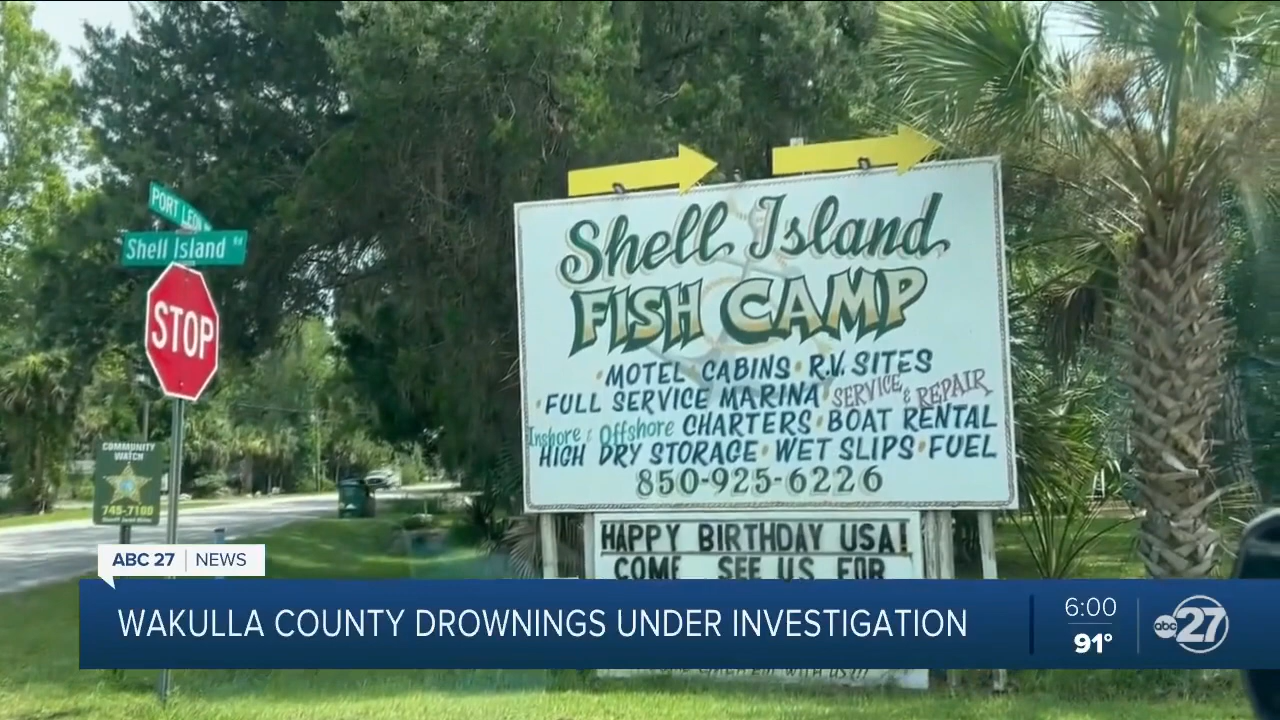 PORT LEON
Shell Island Rd
STOP
COMMUNITY
WATCH
745-7100
Shell Island
FISH CAMP
• MOTEL CABINS • R.V. SITES
• FULL SERVICE MARINA SERVICE & REPAIR
Inshore & Offshore CHARTERS • BOAT RENTAL
HIGH DRY STORAGE • WET SLIPS • FUEL
850-925-6226
HAPPY BIRTHDAY USA!
COME SEE US FOR
with us!!!
ABC 27 | NEWS
WAKULLA COUNTY DROWNINGS UNDER INVESTIGATION
6:00
91°
abc 27